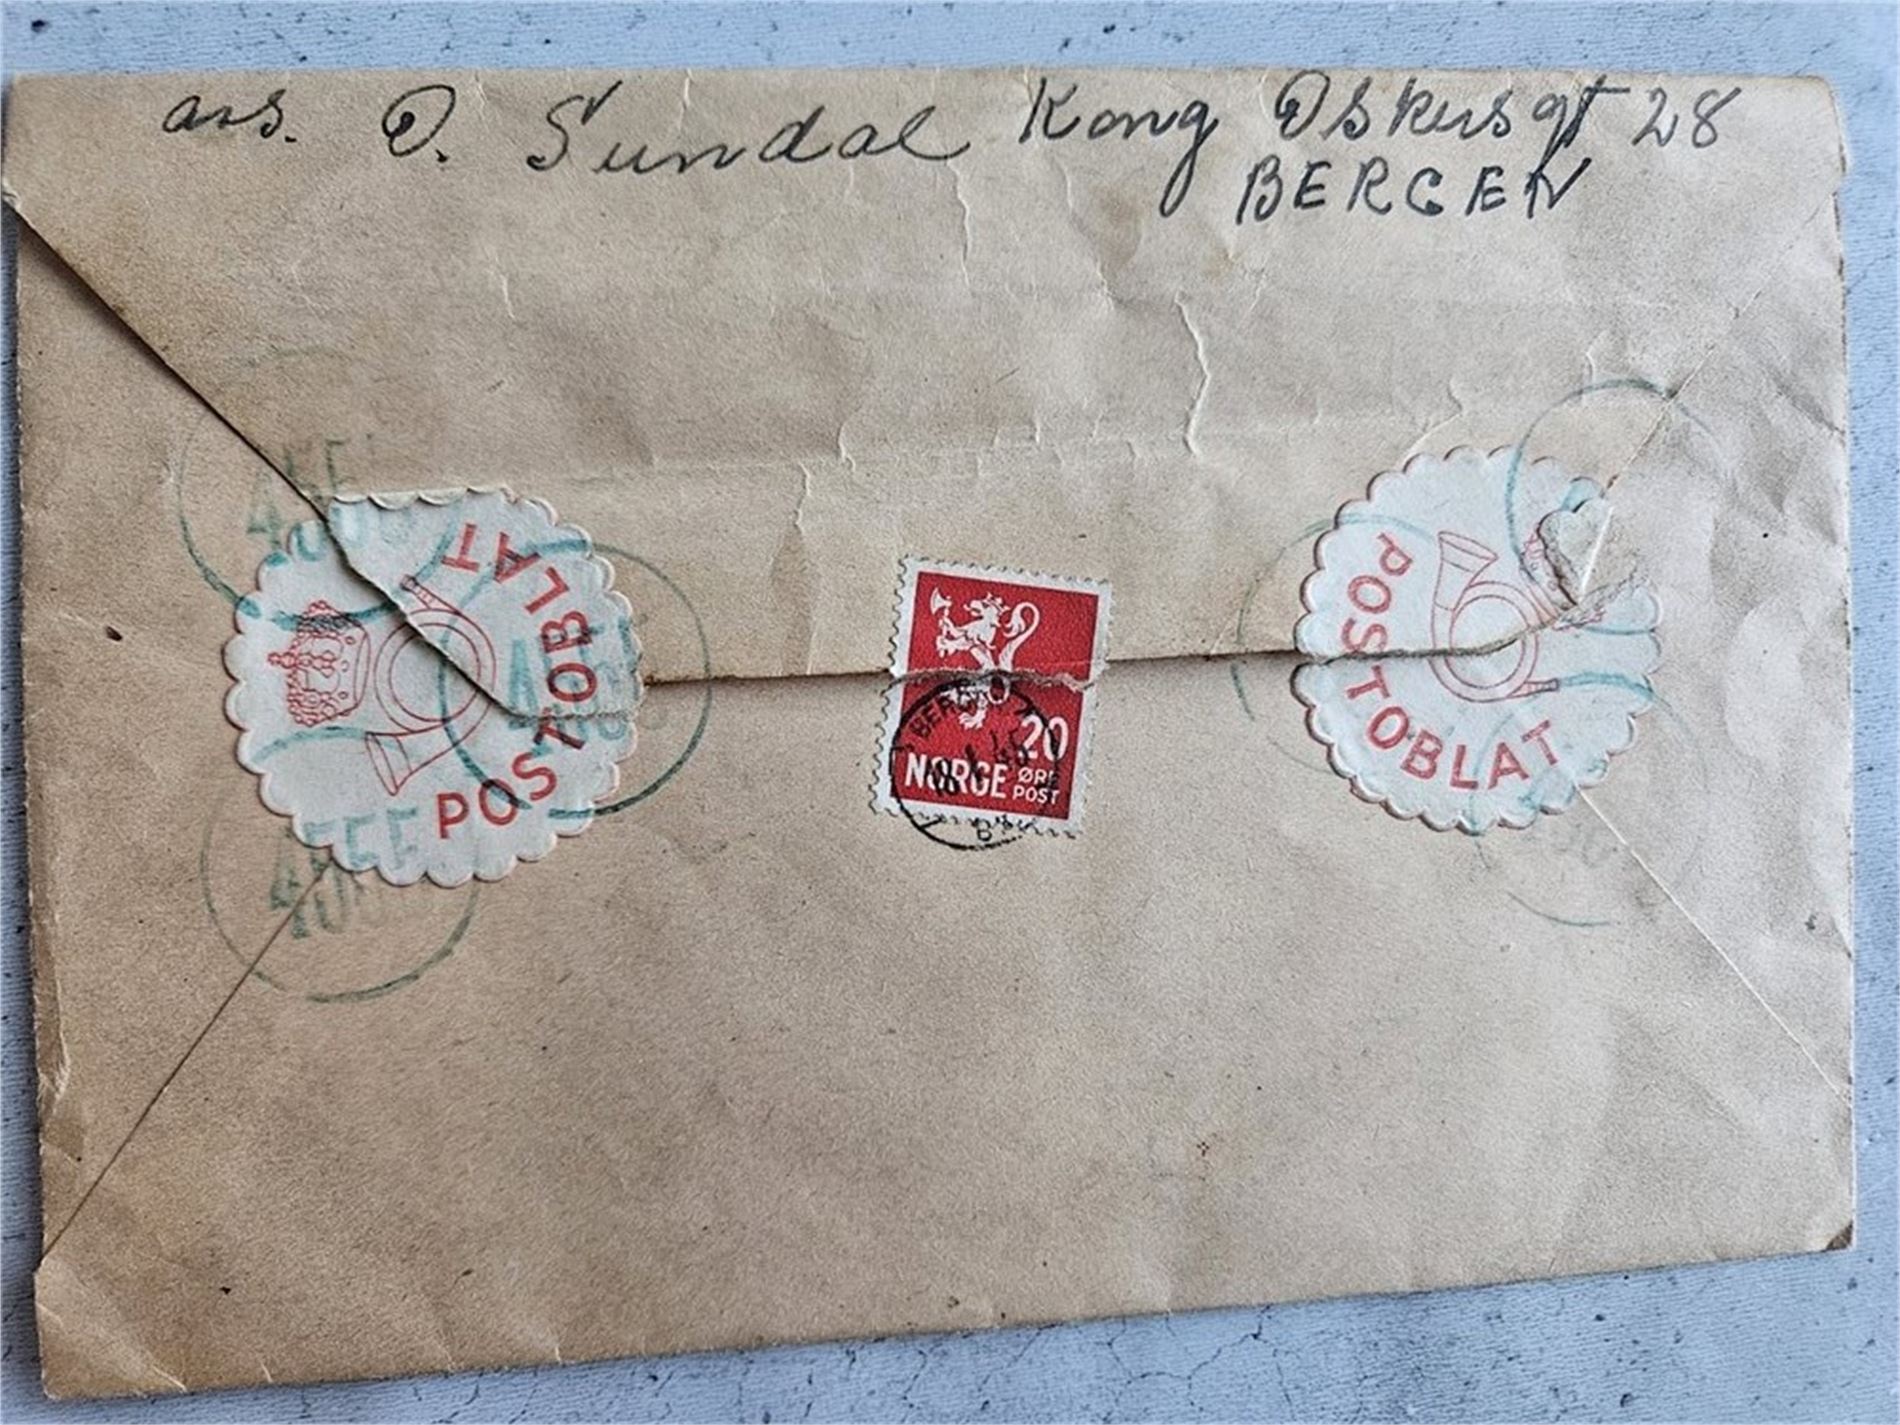 avs. O. Sundal Kong Oskarsgt 28
BERGEN
POSTOBLAT
20
NORGE ØRE
POST
POSTOBLAT